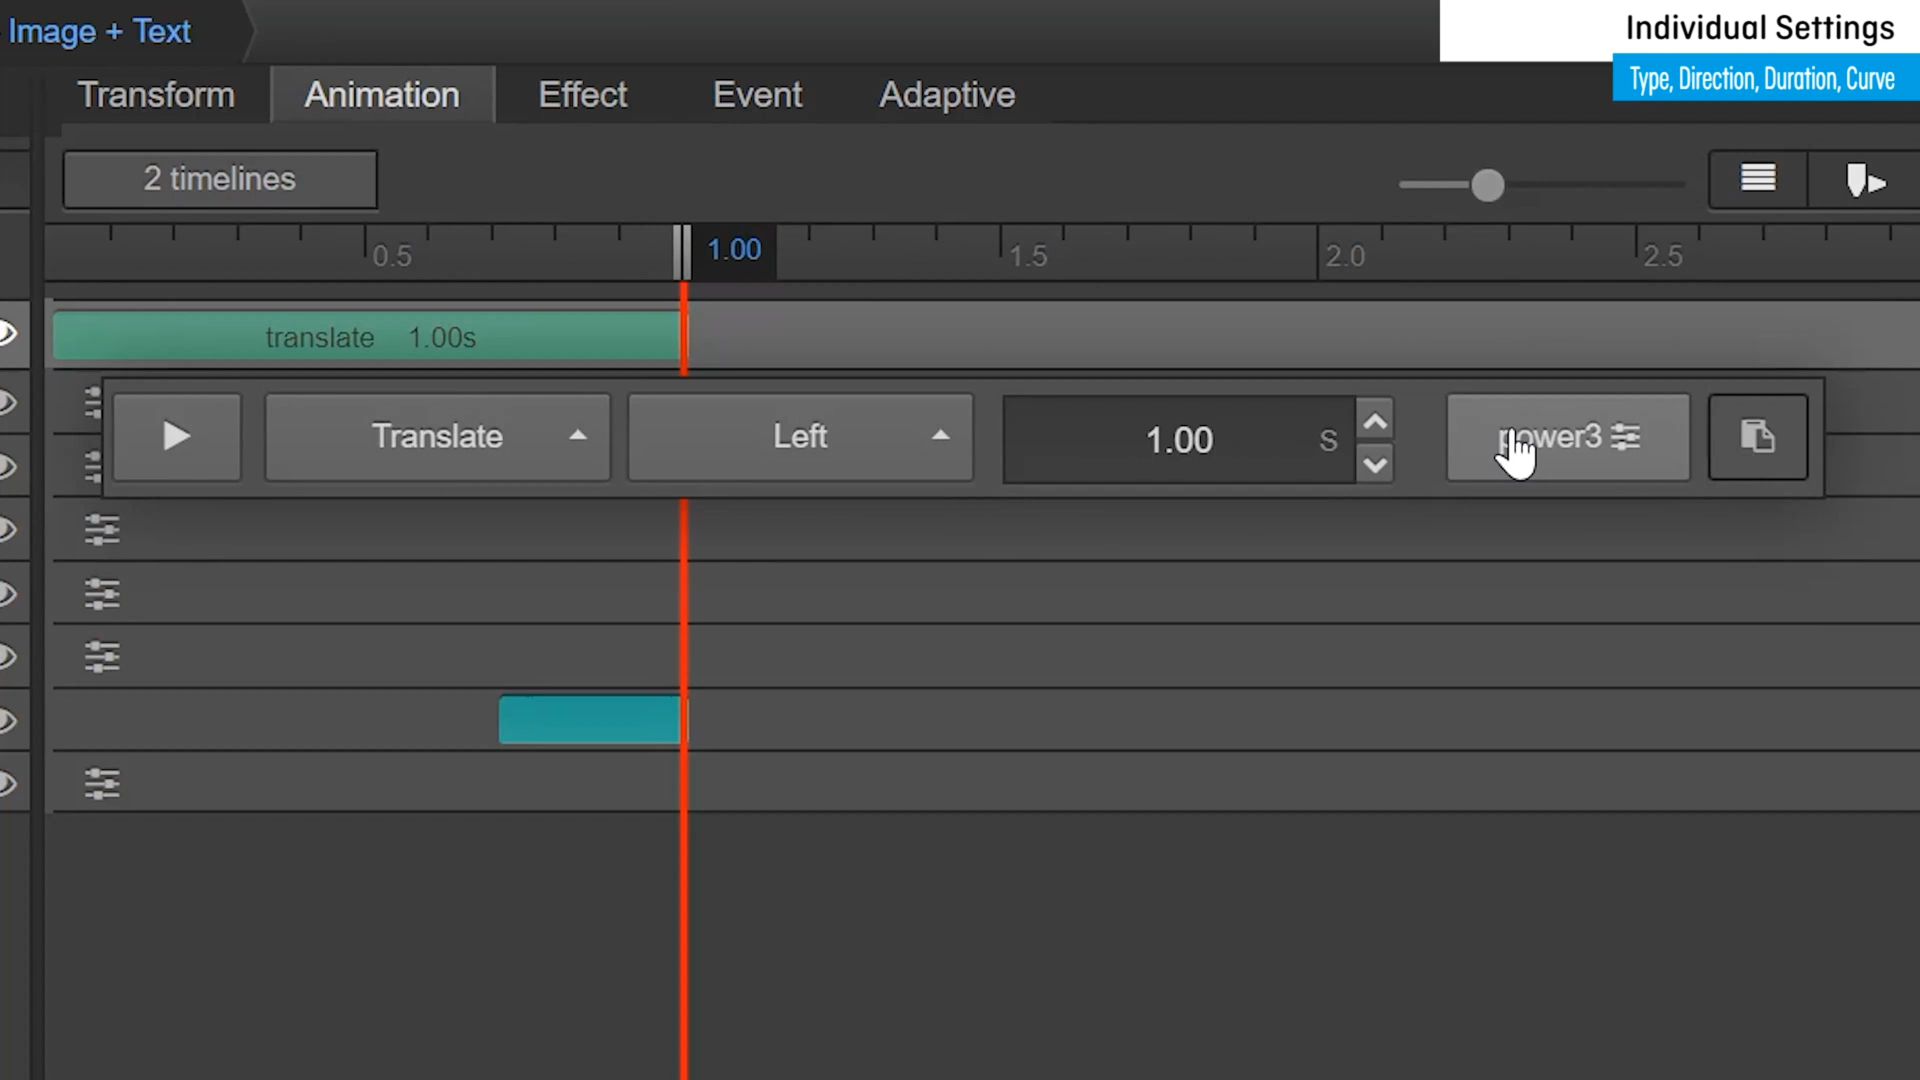 Image + Text
Individual Settings
Type, Direction, Duration, Curve
Transform Animation Effect Event Adaptive
2 timelines
0.5 1.00 1.5 2.0 2.5
translate 1.00s
Translate Left 1.00 S power3